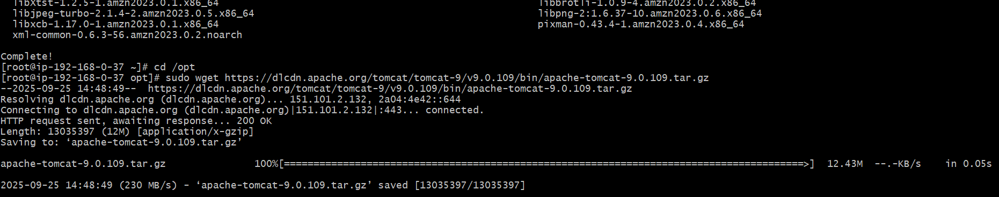 libXtst-1.2.5-1.amzn2023.0.1.x86_64 libbrotli-1.0.9-4.amzn2023.0.2.x86_64
libjpeg-turbo-2.1.4-2.amzn2023.0.5.x86_64 libpng-2:1.6.37-10.amzn2023.0.6.x86_64
libxcb-1.17.0-1.amzn2023.0.1.x86_64 pixman-0.43.4-1.amzn2023.0.4.x86_64
xml-common-0.6.3-56.amzn2023.0.2.noarch
Complete!
[root@ip-192-168-0-37 ~]# cd /opt
[root@ip-192-168-0-37 opt]# sudo wget https://dlcdn.apache.org/tomcat/tomcat-9/v9.0.109/bin/apache-tomcat-9.0.109.tar.gz
--2025-09-25 14:48:49--  https://dlcdn.apache.org/tomcat/tomcat-9/v9.0.109/bin/apache-tomcat-9.0.109.tar.gz
Resolving dlcdn.apache.org (dlcdn.apache.org)... 151.101.2.132, 2a04:4e42::644
Connecting to dlcdn.apache.org (dlcdn.apache.org)|151.101.2.132|:443... connected.
HTTP request sent, awaiting response... 200 OK
Length: 13035397 (12M) [application/x-gzip]
Saving to: ‘apache-tomcat-9.0.109.tar.gz’
apache-tomcat-9.0.109.tar.gz 100%[========================================================================================>] 12.43M --.-KB/s in 0.05s
2025-09-25 14:48:49 (230 MB/s) - ‘apache-tomcat-9.0.109.tar.gz’ saved [13035397/13035397]